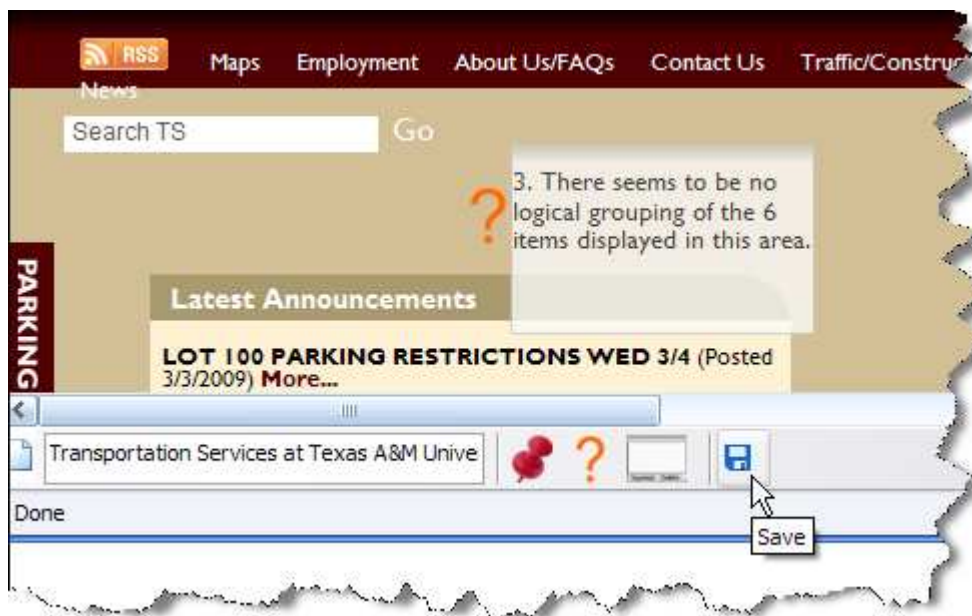 RSS Maps Employment About Us/FAQs Contact Us Traffic/Construc
News
Search TS Go
? 3. There seems to be no
logical grouping of the 6
items displayed in this area.
PARKING
Latest Announcements
LOT 100 PARKING RESTRICTIONS WED 3/4 (Posted
3/3/2009) More...
Transportation Services at Texas A&M Unive ?
Done
Save